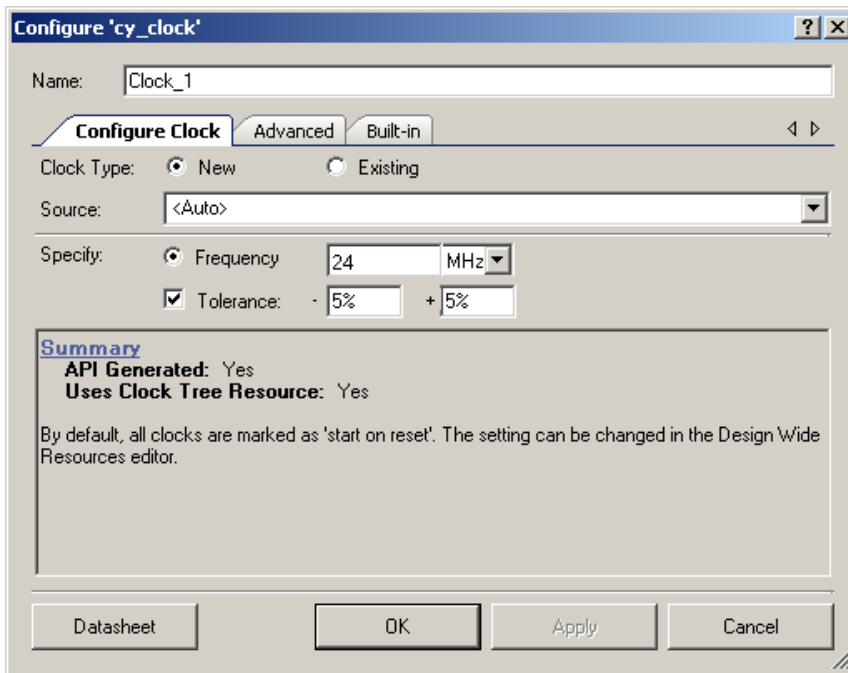 Configure 'cy_clock'
Name: Clock_1
Configure Clock Advanced Built-in
Clock Type: New Existing
Source: <Auto>
Specify: Frequency 24 MHz
Tolerance: - 5% + 5%
Summary
API Generated: Yes
Uses Clock Tree Resource: Yes
By default, all clocks are marked as 'start on reset'. The setting can be changed in the Design Wide
Resources editor.
Datasheet OK Apply Cancel